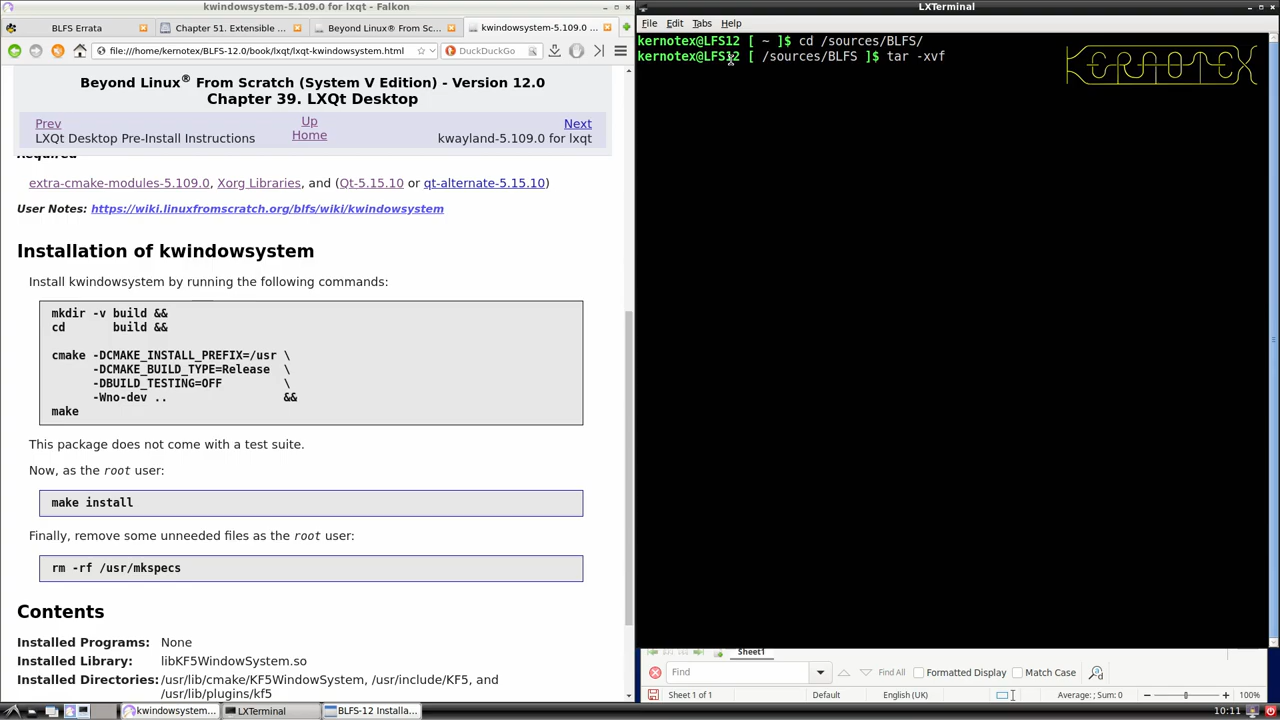 kwindowsystem-5.109.0 for lxqt - Falkon
BLFS Errata
Chapter 51. Extensible ...
Beyond Linux® From Sc...
kwindowsystem-5.109.0 ...
file:///home/kernotex/BLFS-12.0/book/lxqt/lxqt-kwindowsystem.html
DuckDuckGo
Beyond Linux® From Scratch (System V Edition) - Version 12.0
Chapter 39. LXQt Desktop
Prev
Up
Next
LXQt Desktop Pre-Install Instructions
Home
kwayland-5.109.0 for lxqt
Required
extra-cmake-modules-5.109.0, Xorg Libraries, and (Qt-5.15.10 or qt-alternate-5.15.10)
User Notes: https://wiki.linuxfromscratch.org/blfs/wiki/kwindowsystem
Installation of kwindowsystem
Install kwindowsystem by running the following commands:
mkdir -v build &&
cd       build &&
cmake -DCMAKE_INSTALL_PREFIX=/usr \
-DCMAKE_BUILD_TYPE=Release  \
-DBUILD_TESTING=OFF         \
-Wno-dev ..                 &&
make
This package does not come with a test suite.
Now, as the root user:
make install
Finally, remove some unneeded files as the root user:
rm -rf /usr/mkspecs
Contents
Installed Programs: None
Installed Library: libKF5WindowSystem.so
Installed Directories: /usr/lib/cmake/KF5WindowSystem, /usr/include/KF5, and
/usr/lib/plugins/kf5
LXTerminal
File Edit Tabs Help
kernotex@LFS12 [ ~ ]$ cd /sources/BLFS/
kernotex@LFS12 [ /sources/BLFS ]$ tar -xvf
KERNOTEX
Sheet1
Find
Find All
Formatted Display
Match Case
Sheet 1 of 1
Default
English (UK)
Average: ; Sum: 0
100%
kwindowsystem...
LXTerminal
BLFS-12 Installa...
10:11